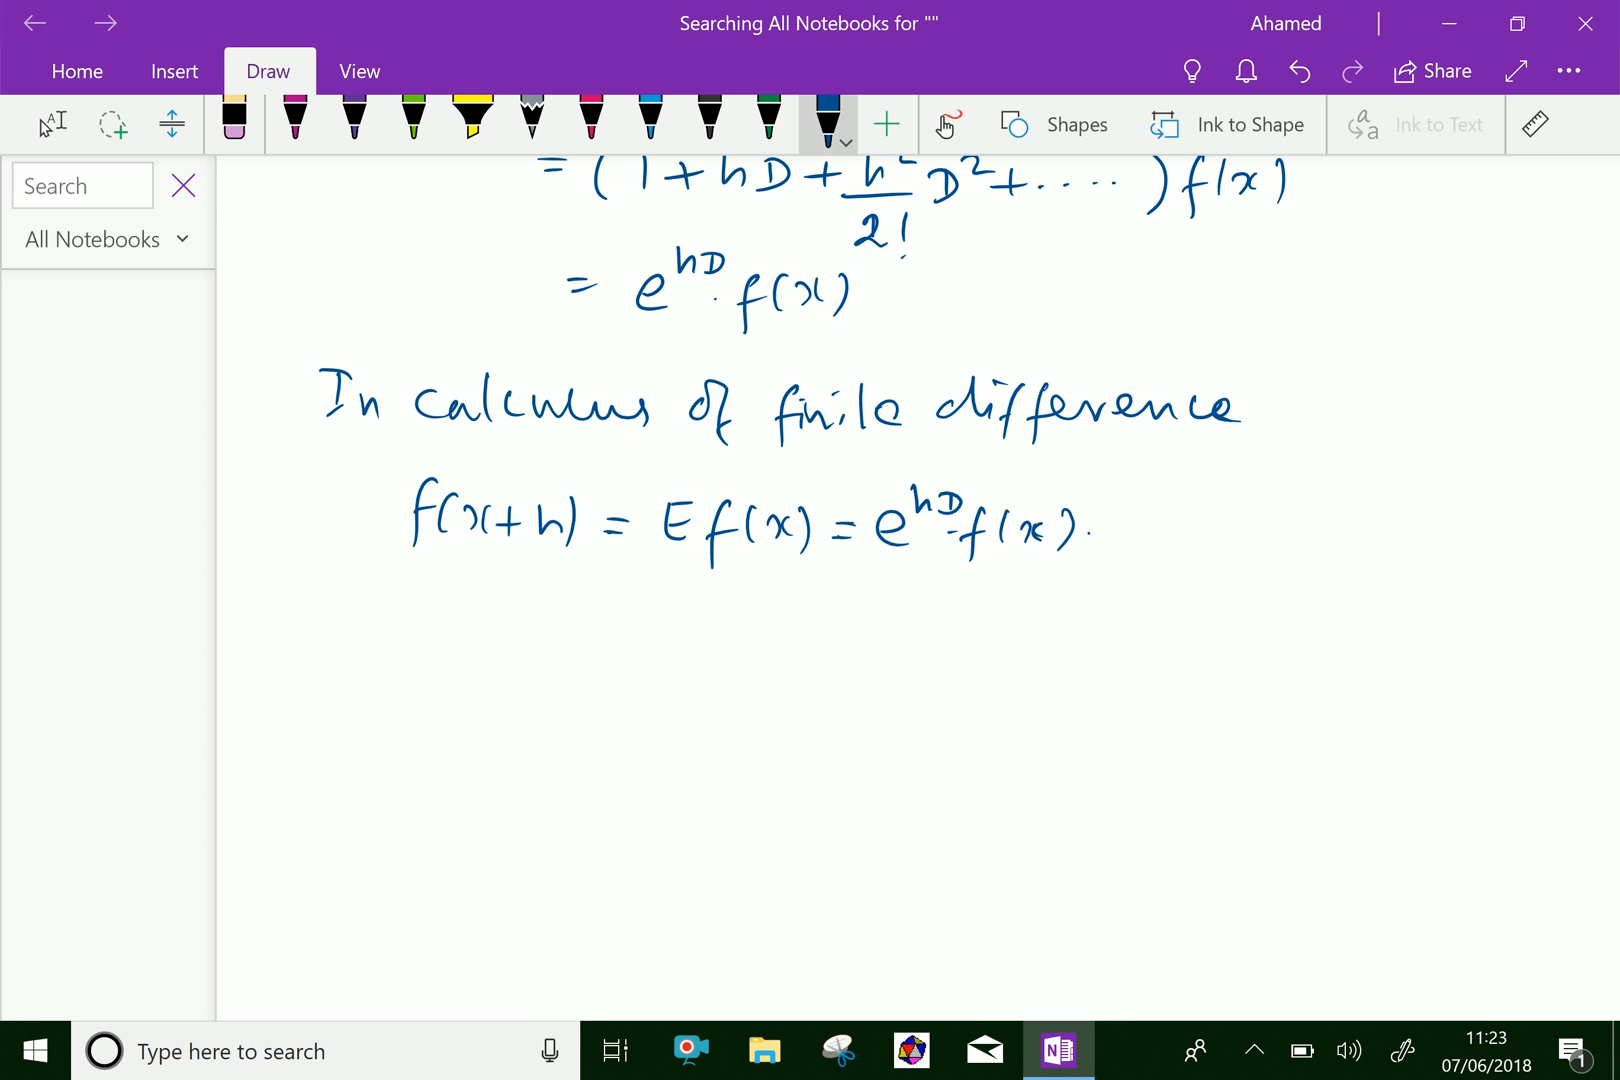 Searching All Notebooks for ""
Ahamed
Home Insert Draw View
Share
Shapes Ink to Shape Ink to Text
Search
All Notebooks
= (1+hD+h²/2! D²+.....)f(x)
= e^hD . f(x)
In calculus of finite difference
f(x+h) = E f(x) = e^hD . f(x).
Type here to search
11:23
07/06/2018
1